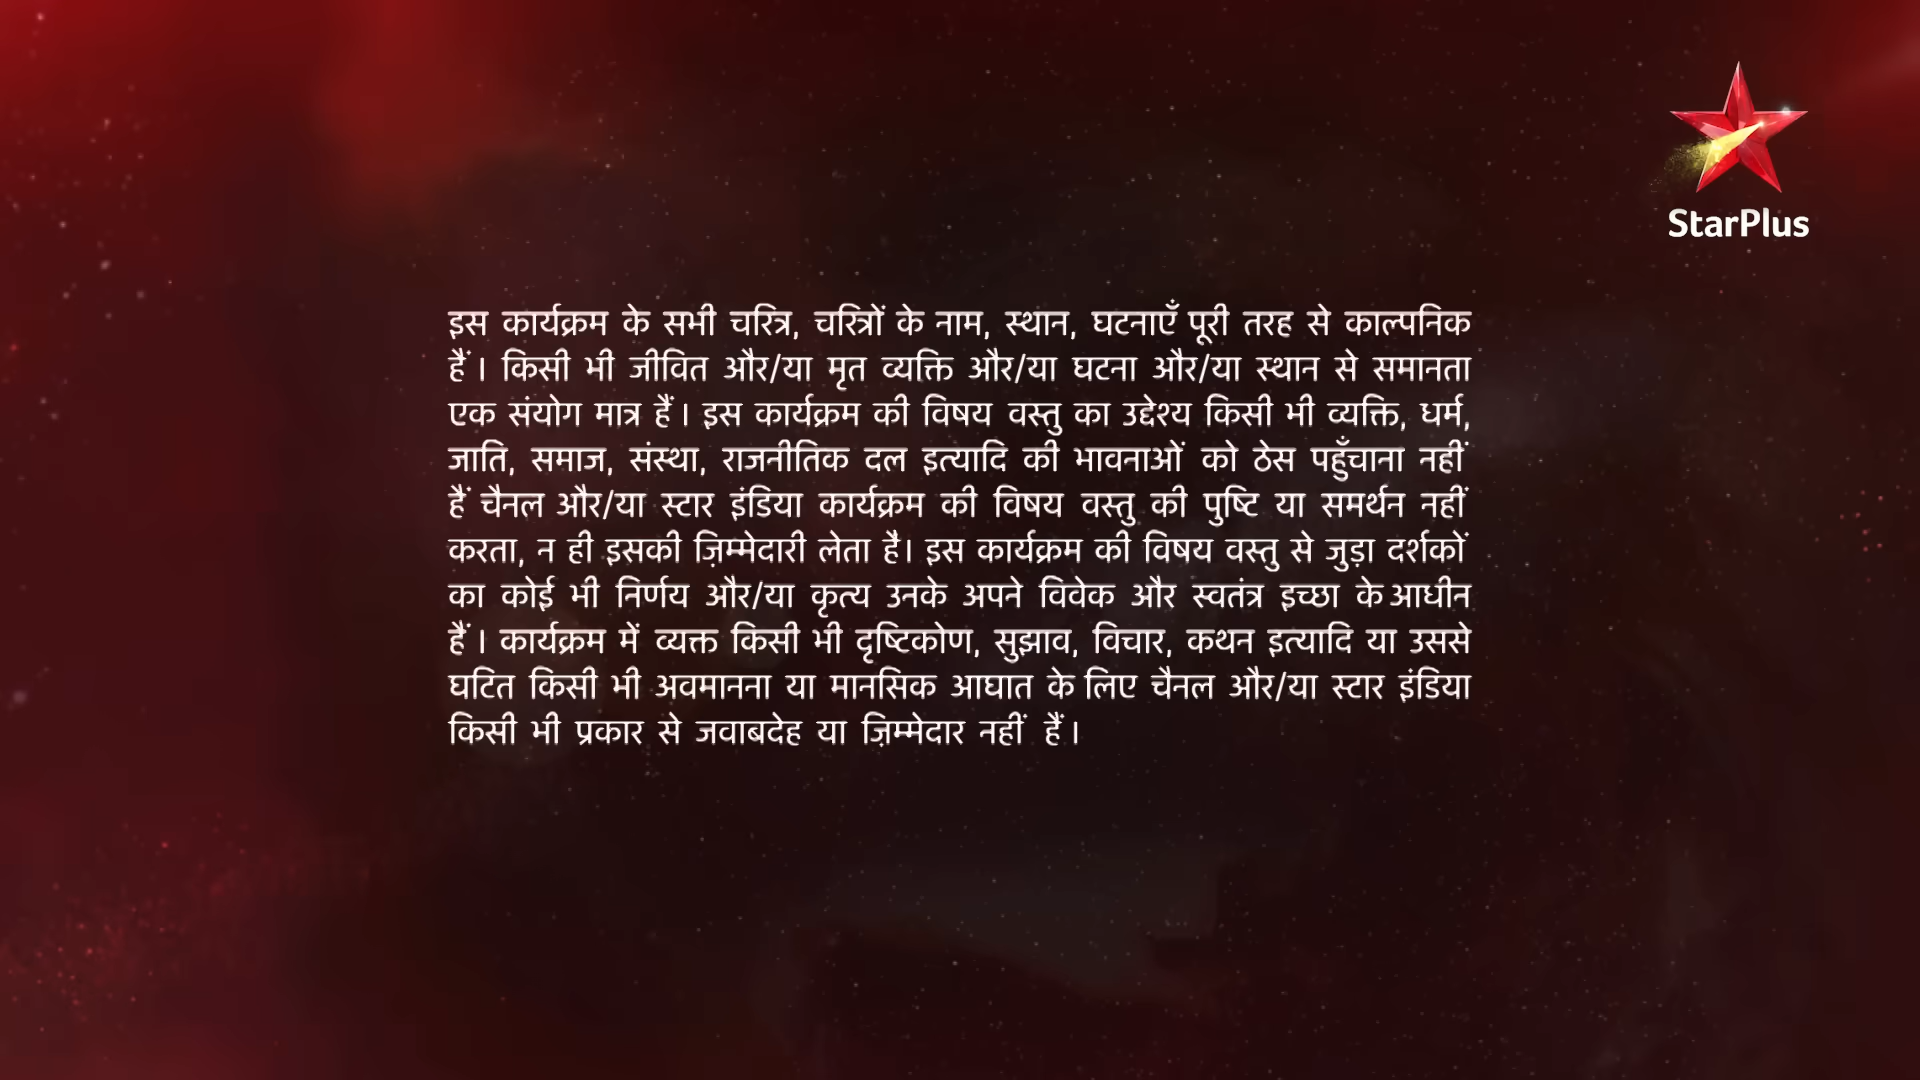 StarPlus
इस कार्यक्रम के सभी चरित्र, चरित्रों के नाम, स्थान, घटनाएँ पूरी तरह से काल्पनिक
हैं। किसी भी जीवित और/या मृत व्यक्ति और/या घटना और/या स्थान से समानता
एक संयोग मात्र हैं। इस कार्यक्रम की विषय वस्तु का उद्देश्य किसी भी व्यक्ति, धर्म,
जाति, समाज, संस्था, राजनीतिक दल इत्यादि की भावनाओं को ठेस पहुँचाना नहीं
हैं चैनल और/या स्टार इंडिया कार्यक्रम की विषय वस्तु की पुष्टि या समर्थन नहीं
करता, न ही इसकी ज़िम्मेदारी लेता है। इस कार्यक्रम की विषय वस्तु से जुड़ा दर्शकों
का कोई भी निर्णय और/या कृत्य उनके अपने विवेक और स्वतंत्र इच्छा के आधीन
हैं। कार्यक्रम में व्यक्त किसी भी दृष्टिकोण, सुझाव, विचार, कथन इत्यादि या उससे
घटित किसी भी अवमानना या मानसिक आघात के लिए चैनल और/या स्टार इंडिया
किसी भी प्रकार से जवाबदेह या ज़िम्मेदार नहीं हैं।